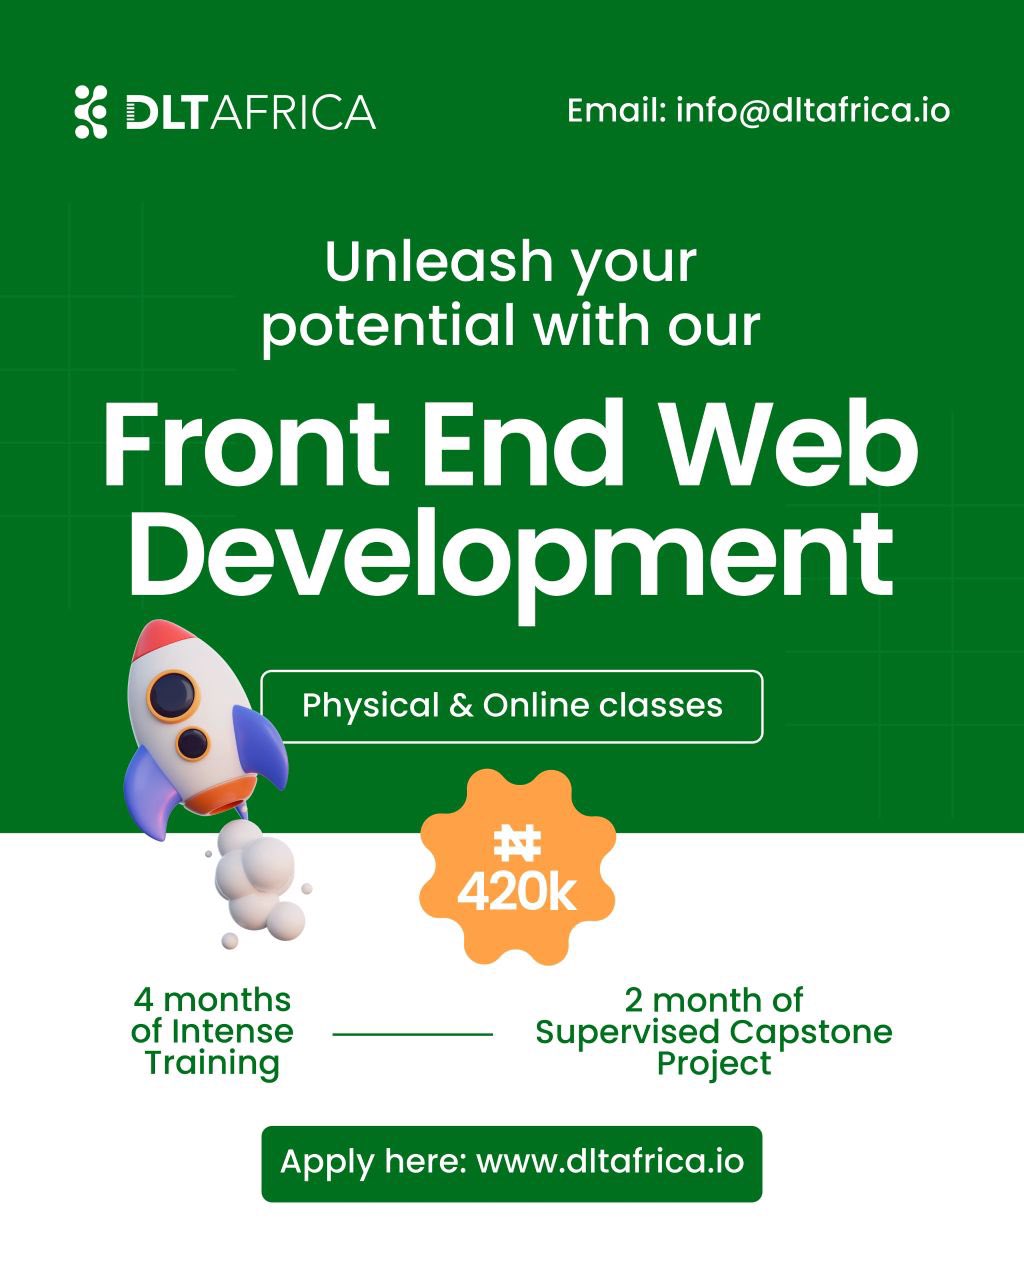 DLTAFRICA
Email: info@dltafrica.io
Unleash your
potential with our
Front End Web
Development
Physical & Online classes
₦
420k
4 months
of Intense
Training
2 month of
Supervised Capstone
Project
Apply here: www.dltafrica.io